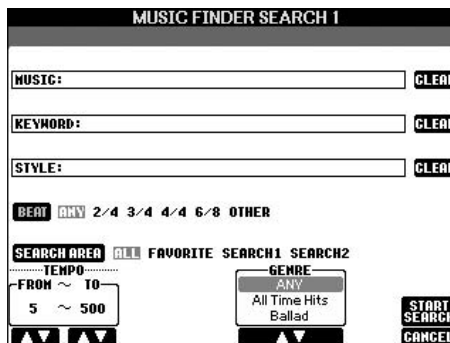 MUSIC FINDER SEARCH 1
MUSIC:
CLEAR
KEYWORD:
CLEAR
STYLE:
CLEAR
BEAT ANY 2/4 3/4 4/4 6/8 OTHER
SEARCH AREA ALL FAVORITE SEARCH1 SEARCH2
TEMPO
FROM ~ TO
5 ~ 500
GENRE
ANY
All Time Hits
Ballad
START
SEARCH
CANCEL